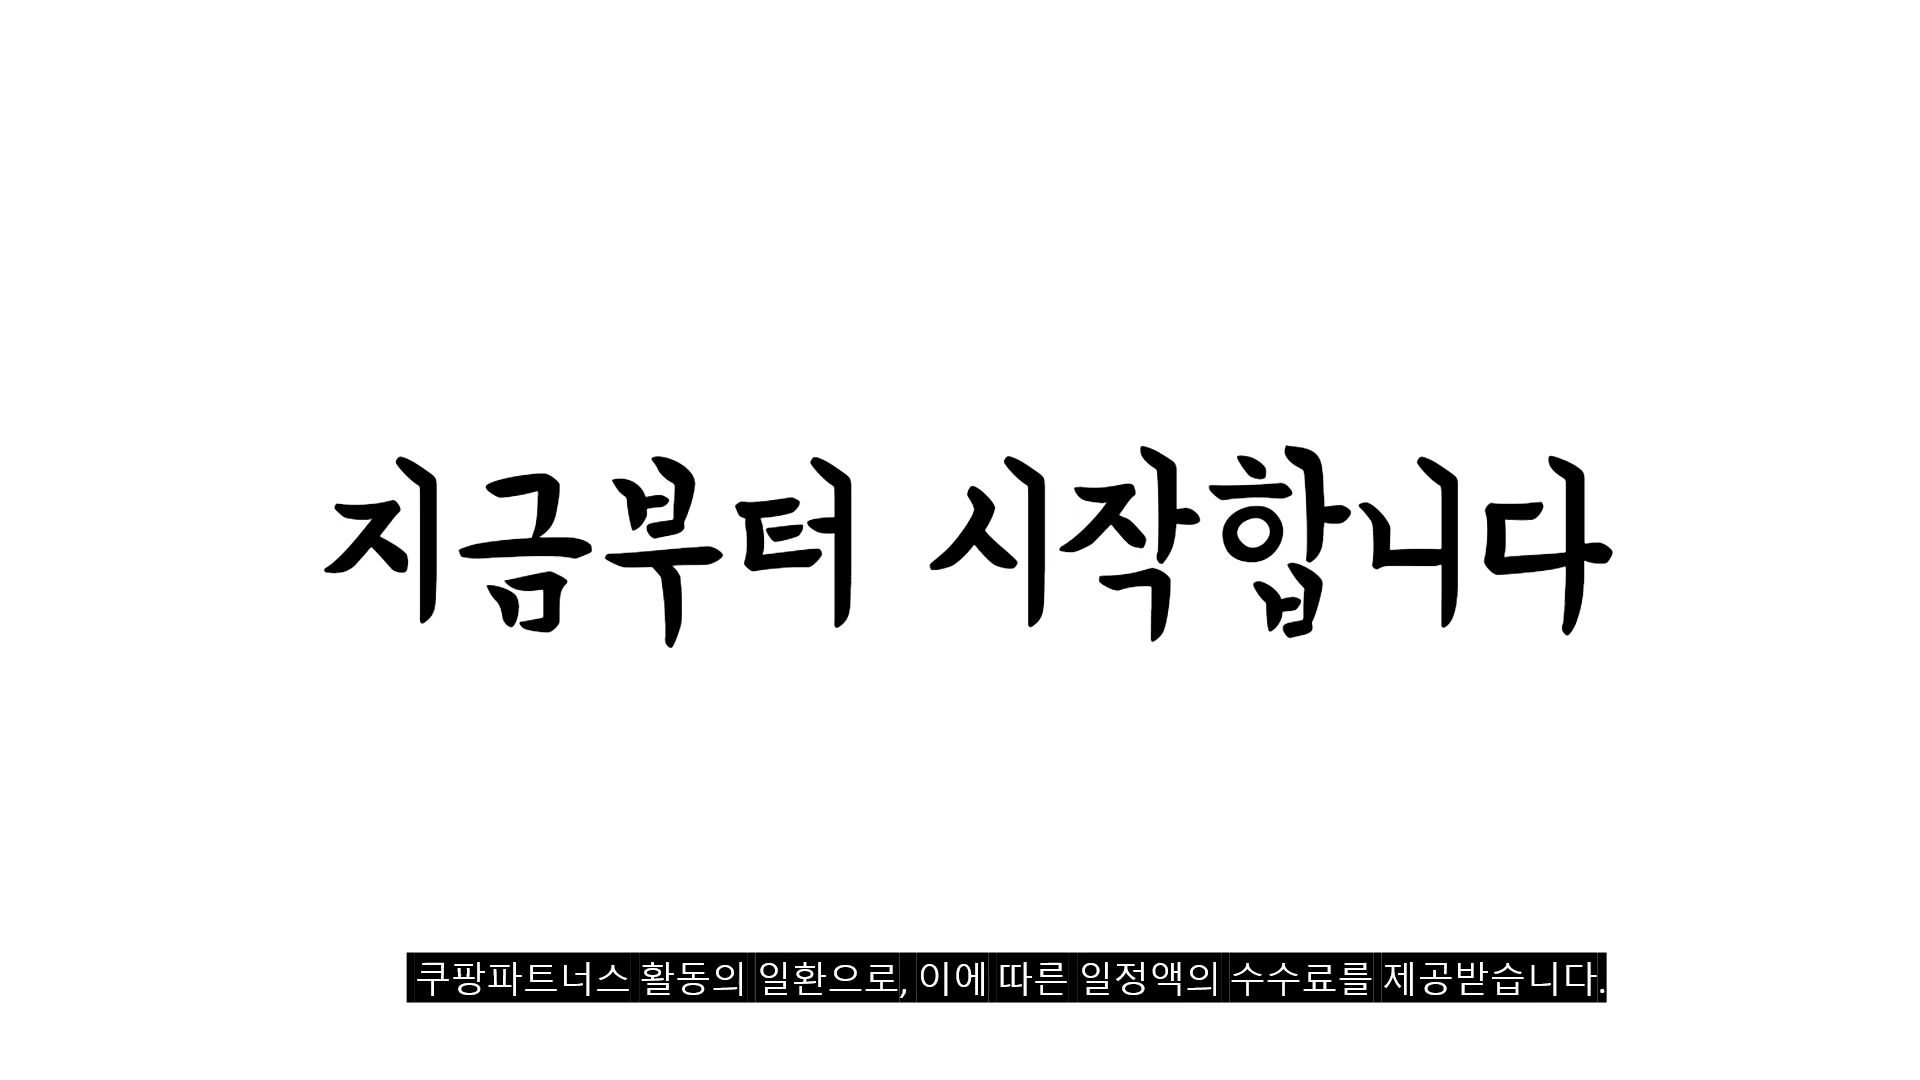 지금부터 시작합니다
쿠팡파트너스 활동의 일환으로, 이에 따른 일정액의 수수료를 제공받습니다.